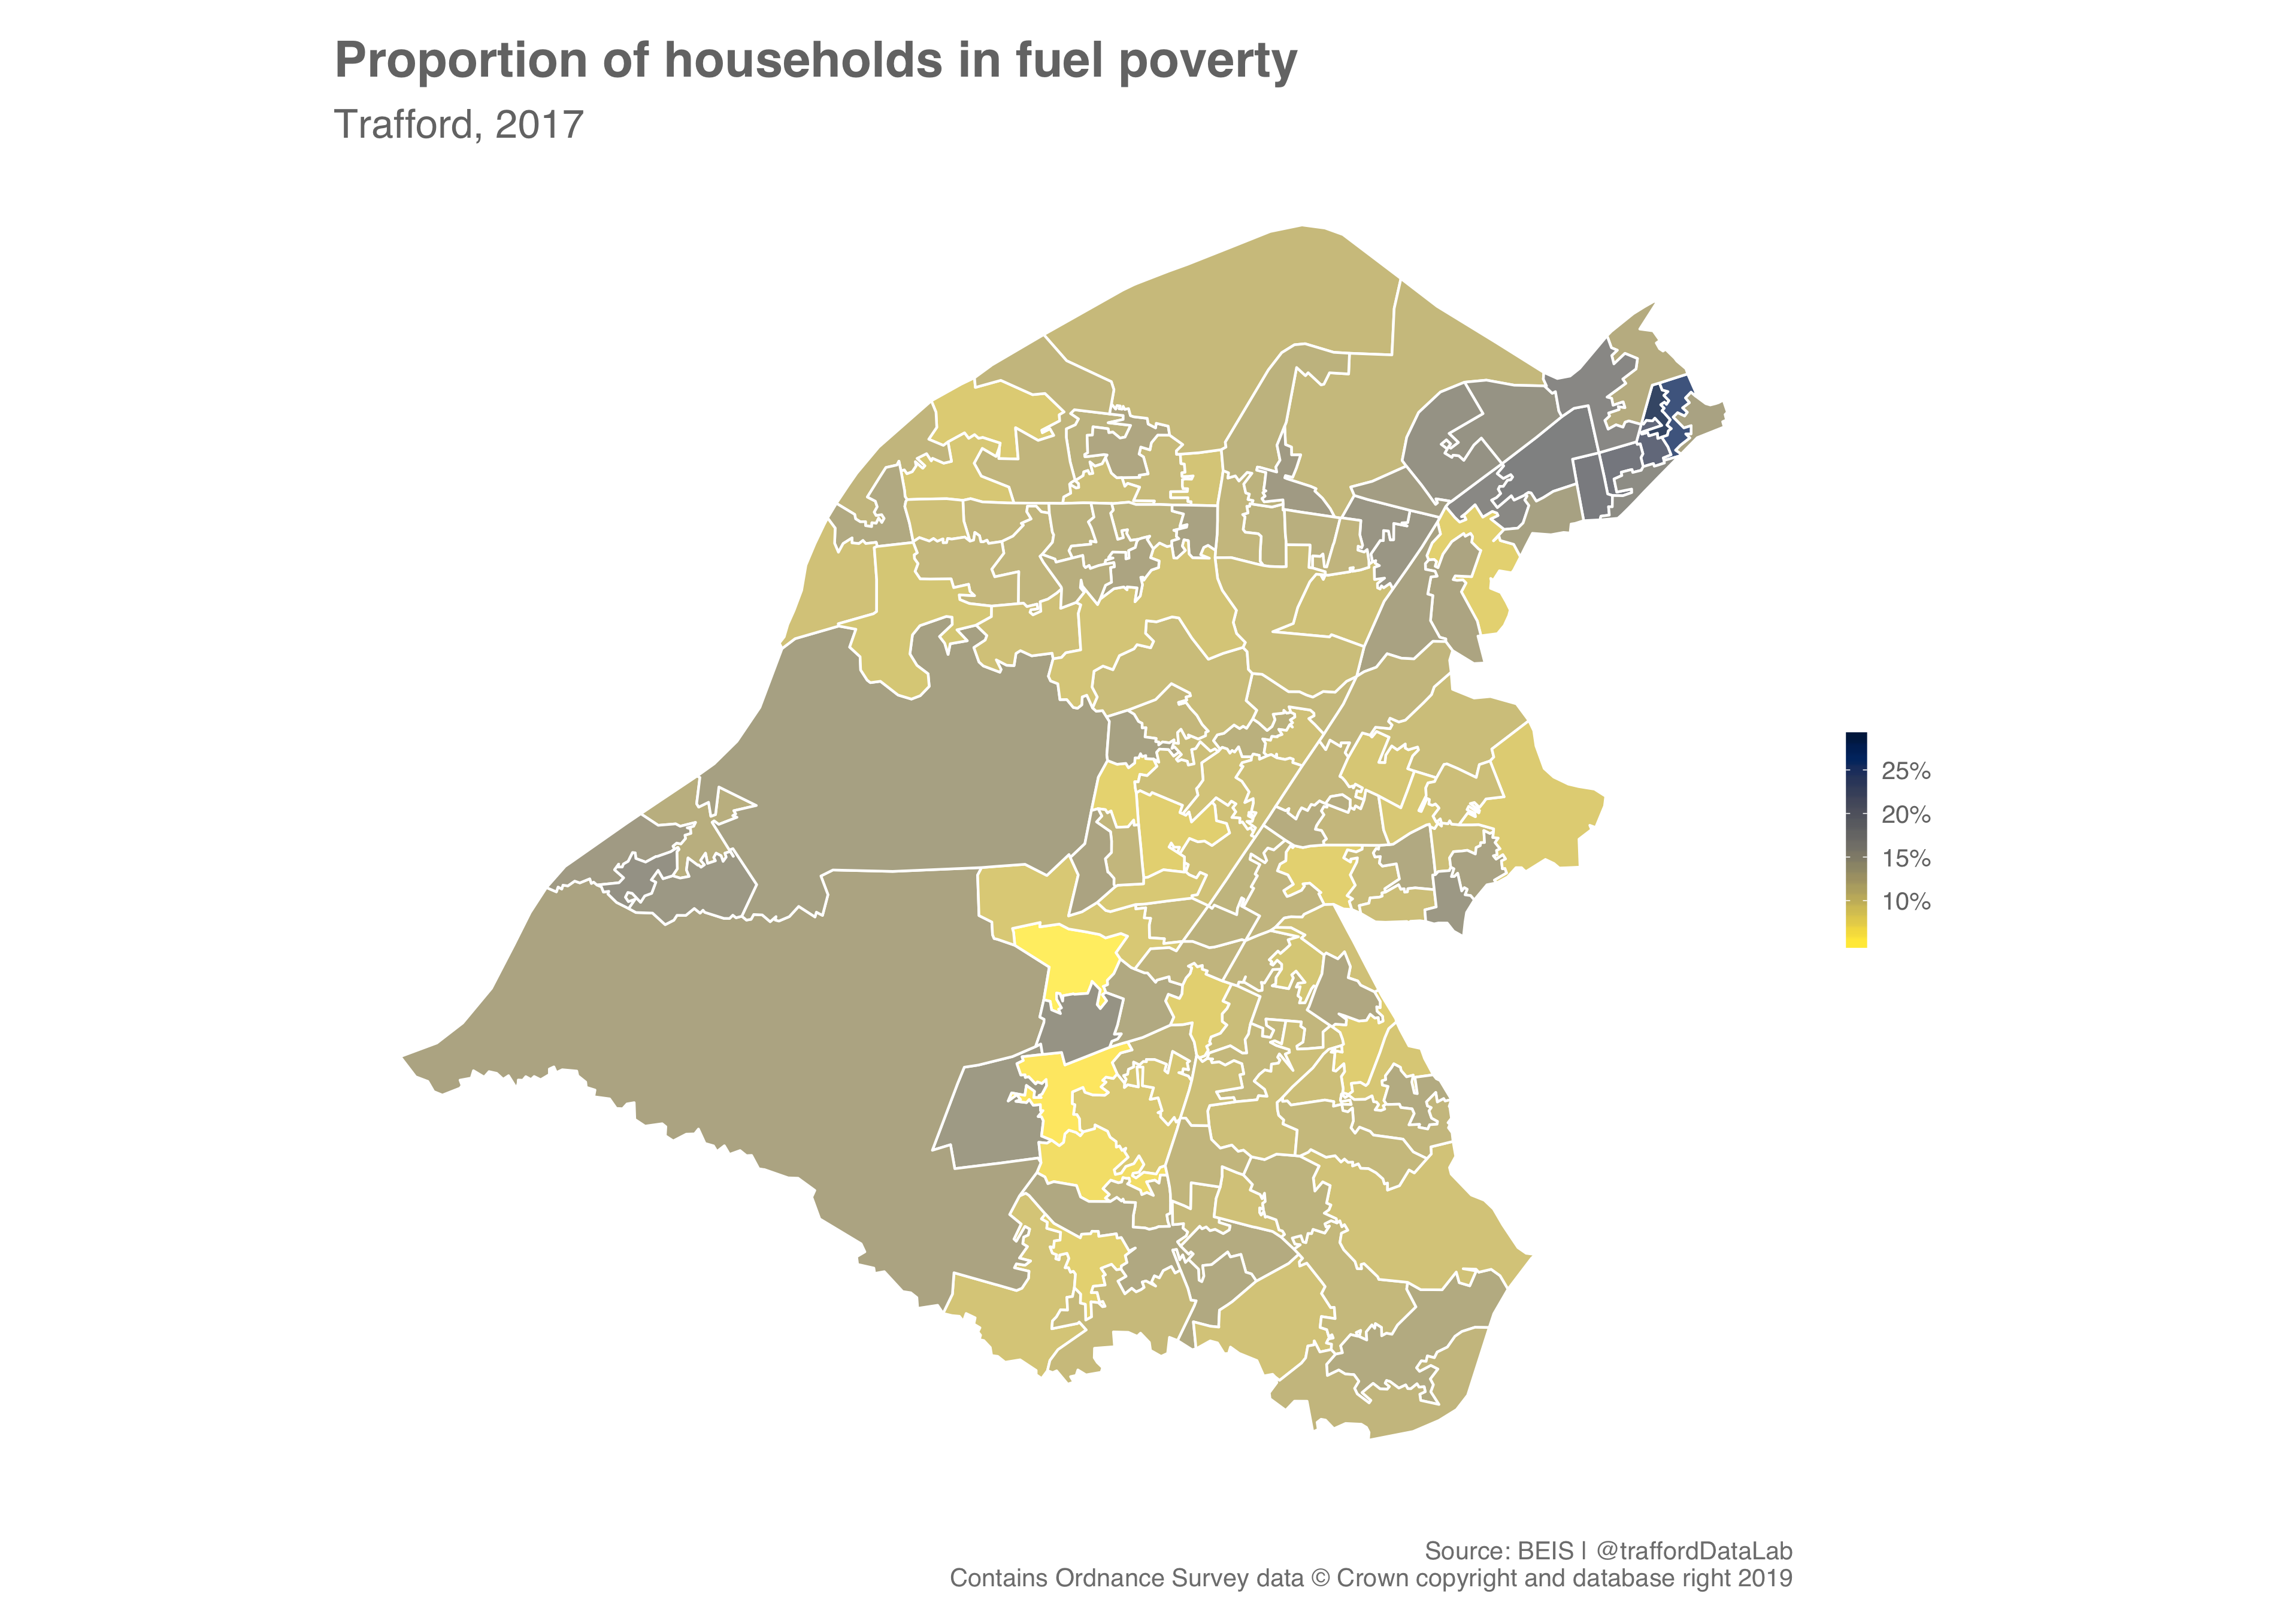 Proportion of households in fuel poverty
Trafford, 2017
25%
20%
15%
10%
Source: BEIS | @traffordDataLab
Contains Ordnance Survey data © Crown copyright and database right 2019